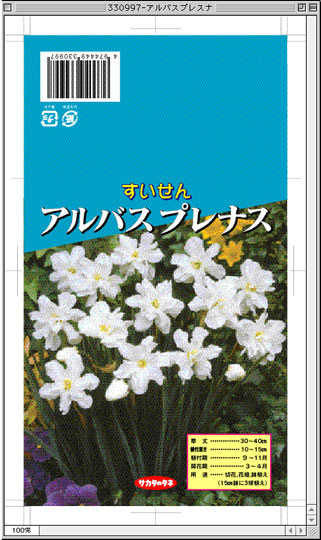 330997-アルバスプレスナ
4 974449 330997
すいせん
アルバス プレナス
草 丈 ‥‥‥‥‥ 30～40cm
植付深さ ‥‥‥‥ 10～15cm
植付期 ‥‥‥‥‥ 9～11月
開花期 ‥‥‥‥‥‥ 3～4月
用 途 ‥‥ 切花、花壇、鉢植え
(15cm鉢に3球植え)
サカタのタネ
100%